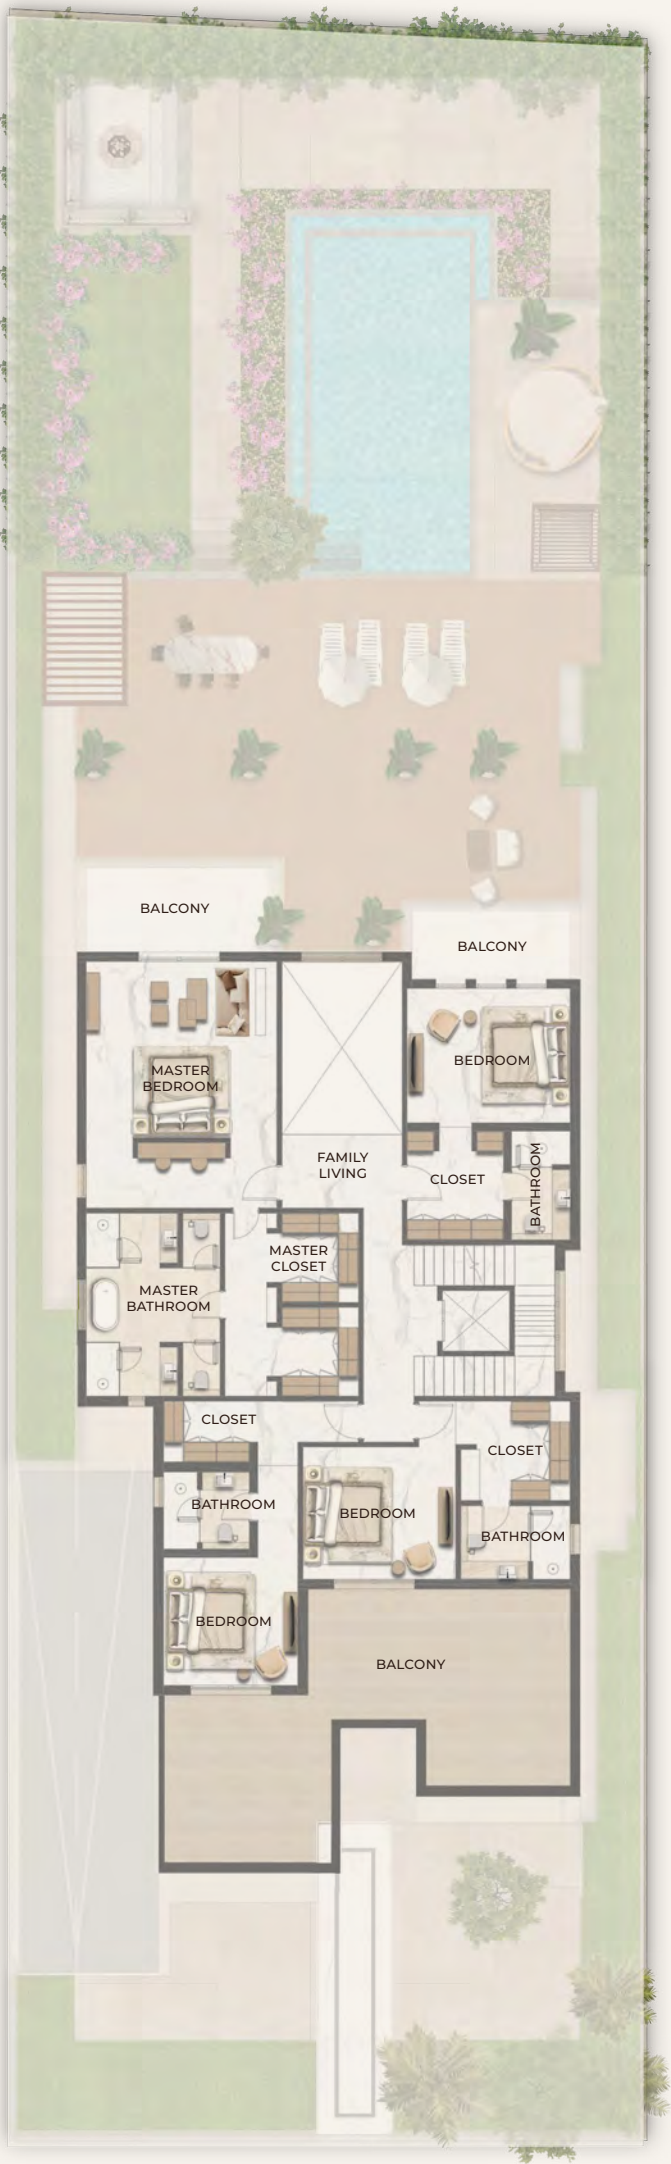 BALCONY
BALCONY
MASTER
BEDROOM
BEDROOM
FAMILY
LIVING
CLOSET
BATHROOM
MASTER
CLOSET
MASTER
BATHROOM
CLOSET
CLOSET
BATHROOM
BEDROOM
BATHROOM
BEDROOM
BALCONY